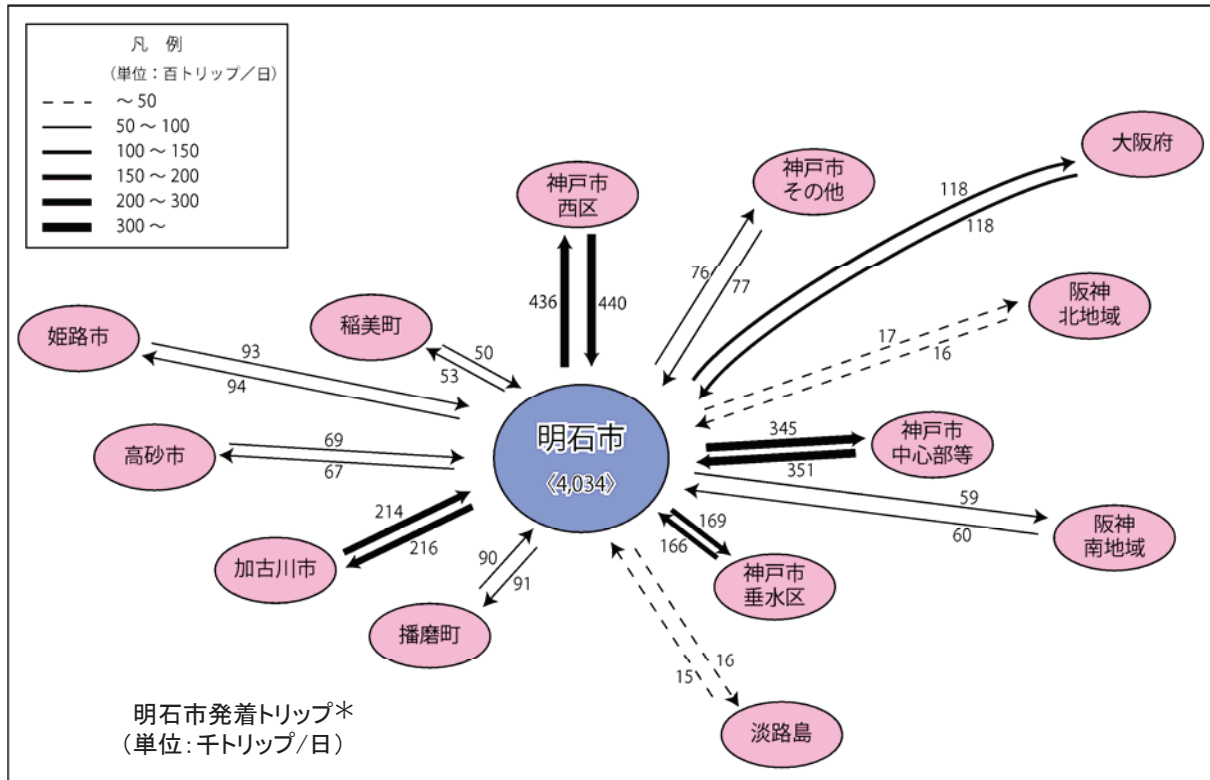 凡 例
(単位：百トリップ／日)
～ 50
50 ～ 100
100 ～ 150
150 ～ 200
200 ～ 300
300 ～
神戸市
西区
神戸市
その他
大阪府
118
118
76
77
436
440
阪神
北地域
17
16
稲美町
50
53
姫路市
93
94
明石市
〈4,034〉
345
351
神戸市
中心部等
高砂市
69
67
59
60
阪神
南地域
214
216
加古川市
169
166
神戸市
垂水区
90
91
播磨町
16
15
淡路島
明石市発着トリップ＊
（単位：千トリップ/日）